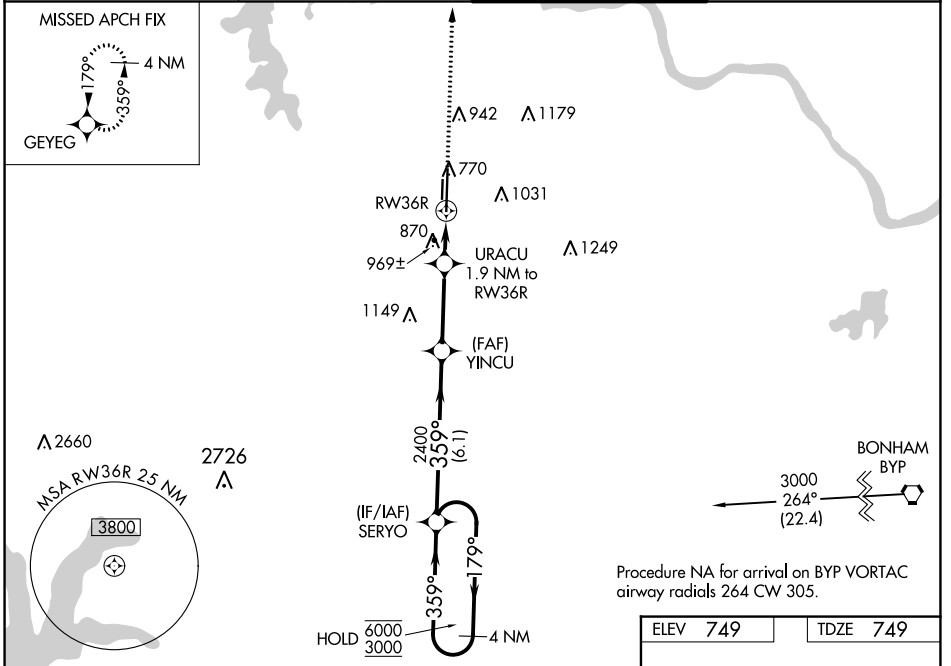 MISSED APCH FIX
4 NM
179°
359°
GEYEG
942
1179
770
RW36R
1031
870
969±
URACU
1.9 NM to
RW36R
1249
1149
(FAF)
YINCU
2660
2726
2400
359°
(6.1)
MSA RW36R 25 NM
3800
(IF/IAF)
SERYO
BONHAM
BYP
3000
264°
(22.4)
359°
179°
HOLD
6000
3000
4 NM
Procedure NA for arrival on BYP VORTAC
airway radials 264 CW 305.
ELEV 749
TDZE 749